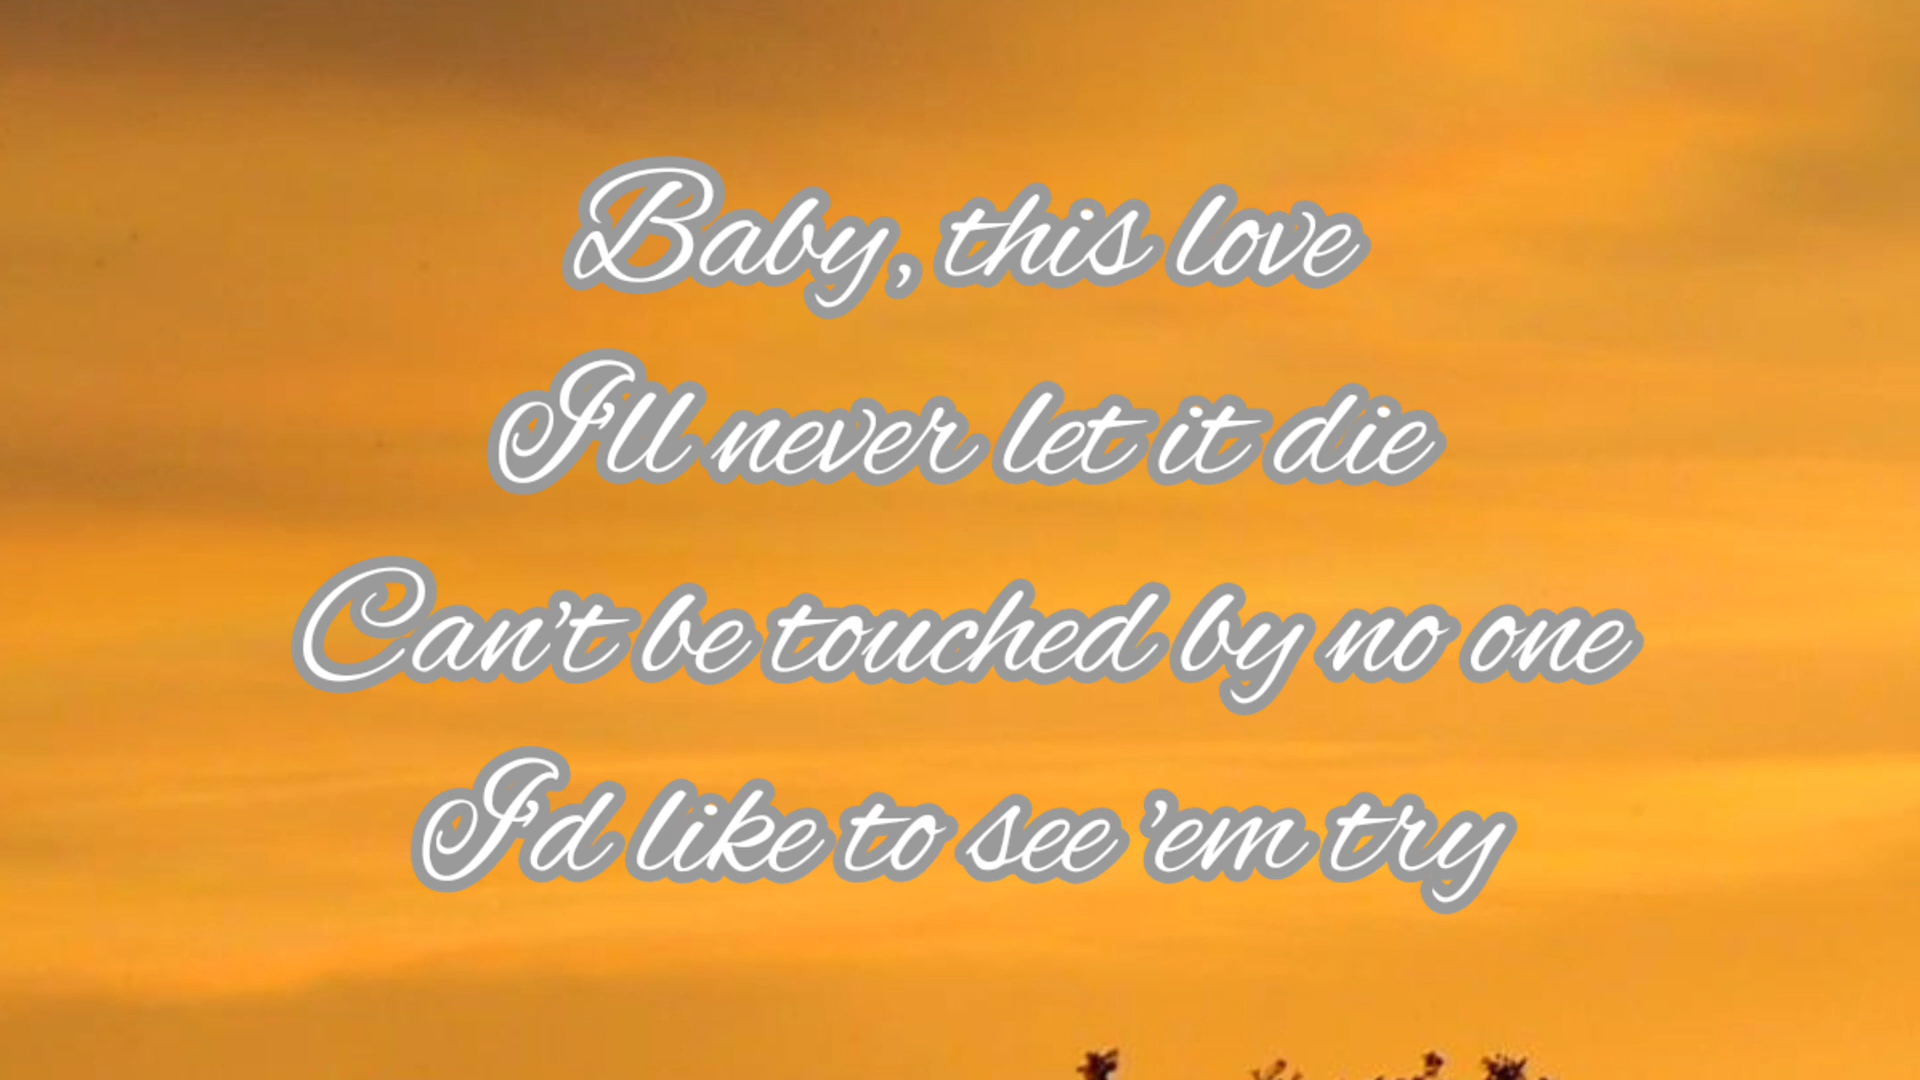 Baby, this love
I'll never let it die
Can't be touched by no one
I'd like to see 'em try